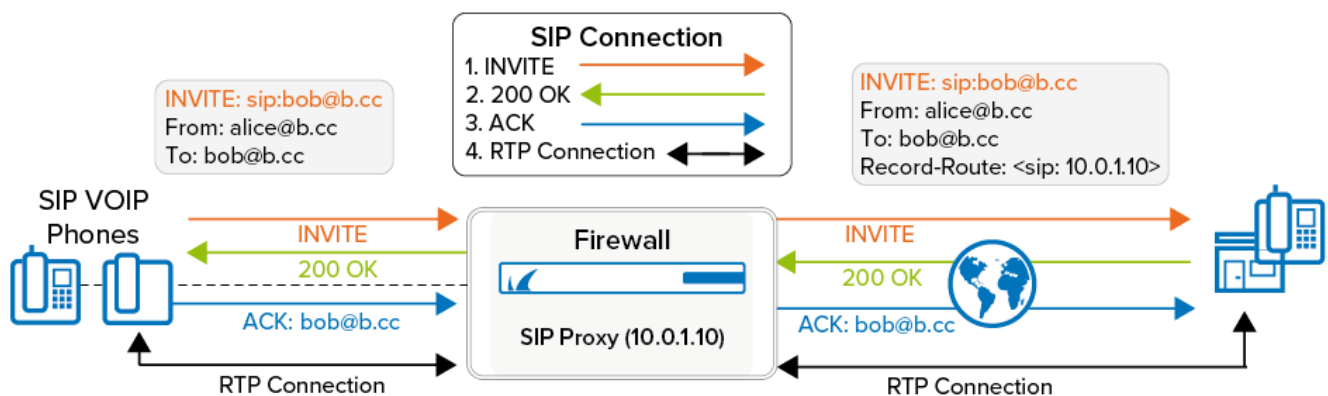 SIP Connection
1. INVITE
2. 200 OK
3. ACK
4. RTP Connection
INVITE: sip:bob@b.cc
From: alice@b.cc
To: bob@b.cc
INVITE: sip:bob@b.cc
From: alice@b.cc
To: bob@b.cc
Record-Route: <sip: 10.0.1.10>
SIP VOIP
Phones
INVITE
200 OK
ACK: bob@b.cc
RTP Connection
Firewall
SIP Proxy (10.0.1.10)
INVITE
200 OK
ACK: bob@b.cc
RTP Connection